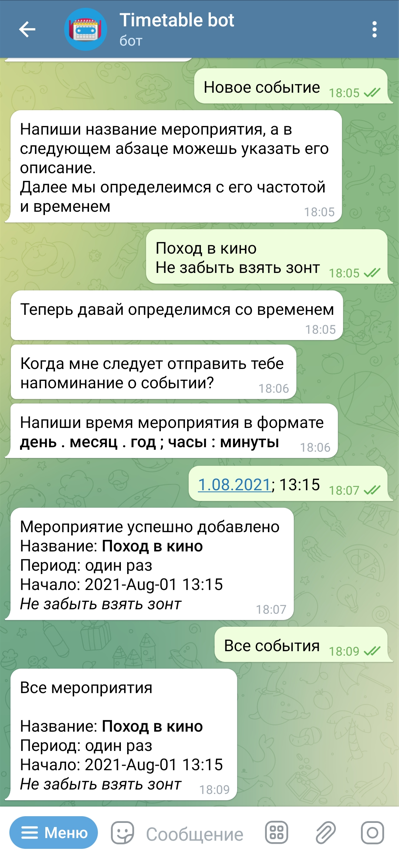 Timetable bot
бот
Новое событие 18:05
Напиши название мероприятия, а в
следующем абзаце можешь указать его
описание.
Далее мы определеимся с его частотой
и временем 18:05
Поход в кино
Не забыть взять зонт 18:05
Теперь давай определимся со временем
18:05
Когда мне следует отправить тебе
напоминание о событии? 18:06
Напиши время мероприятия в формате
день . месяц . год ; часы : минуты 18:06
1.08.2021; 13:15 18:07
Мероприятие успешно добавлено
Название: Поход в кино
Период: один раз
Начало: 2021-Aug-01 13:15
Не забыть взять зонт 18:07
Все события 18:09
Все мероприятия
Название: Поход в кино
Период: один раз
Начало: 2021-Aug-01 13:15
Не забыть взять зонт 18:09
Меню Сообщение